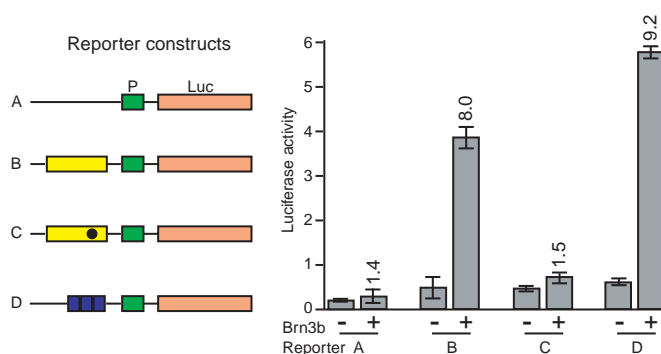 Reporter constructs
P
Luc
A
B
C
D
Luciferase activity
6
5
4
3
2
1
0
1.4
8.0
1.5
9.2
Brn3b - + - + - + - +
Reporter A B C D